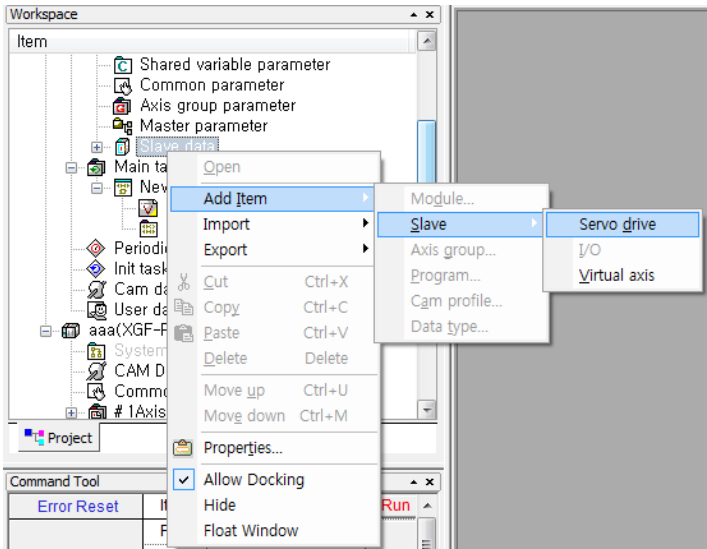 Workspace
Item
Shared variable parameter
Common parameter
Axis group parameter
Master parameter
Slave data
Main ta
New
Periodi
Init task
Cam da
User da
aaa(XGF-P
System
CAM D
Commo
# 1Axis
Project
Open
Add Item
Import
Export
Cut Ctrl+X
Copy Ctrl+C
Paste Ctrl+V
Delete Delete
Move up Ctrl+U
Move down Ctrl+M
Properties...
Allow Docking
Hide
Float Window
Module...
Slave
Axis group...
Program...
Cam profile...
Data type...
Servo drive
I/O
Virtual axis
Command Tool
Error Reset
Run